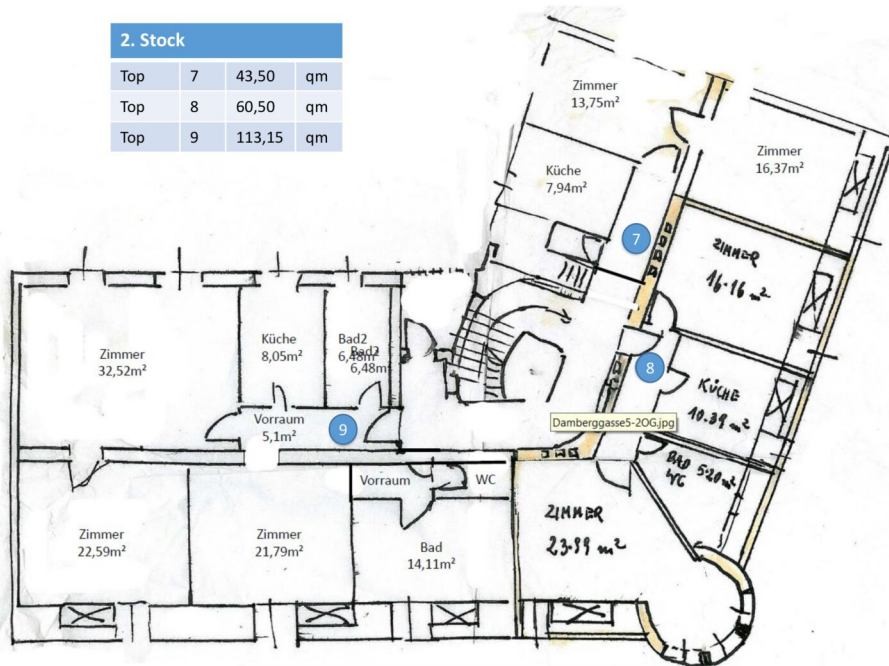 2. Stock
Top 7 43,50 qm
Top 8 60,50 qm
Top 9 113,15 qm
Zimmer
13,75m²
Zimmer
16,37m²
Küche
7,94m²
7
ZIMMER
16.16 m²
Zimmer
32,52m²
Küche
8,05m²
Bad2
6,48m²
Bad2
6,48m²
8
KÜCHE
10.39 m²
Vorraum
5,1m²
9
Damberggasse5-2OG.jpg
BAD 5.20 m²
WC
Vorraum
WC
Zimmer
22,59m²
Zimmer
21,79m²
Bad
14,11m²
ZIMMER
23.99 m²